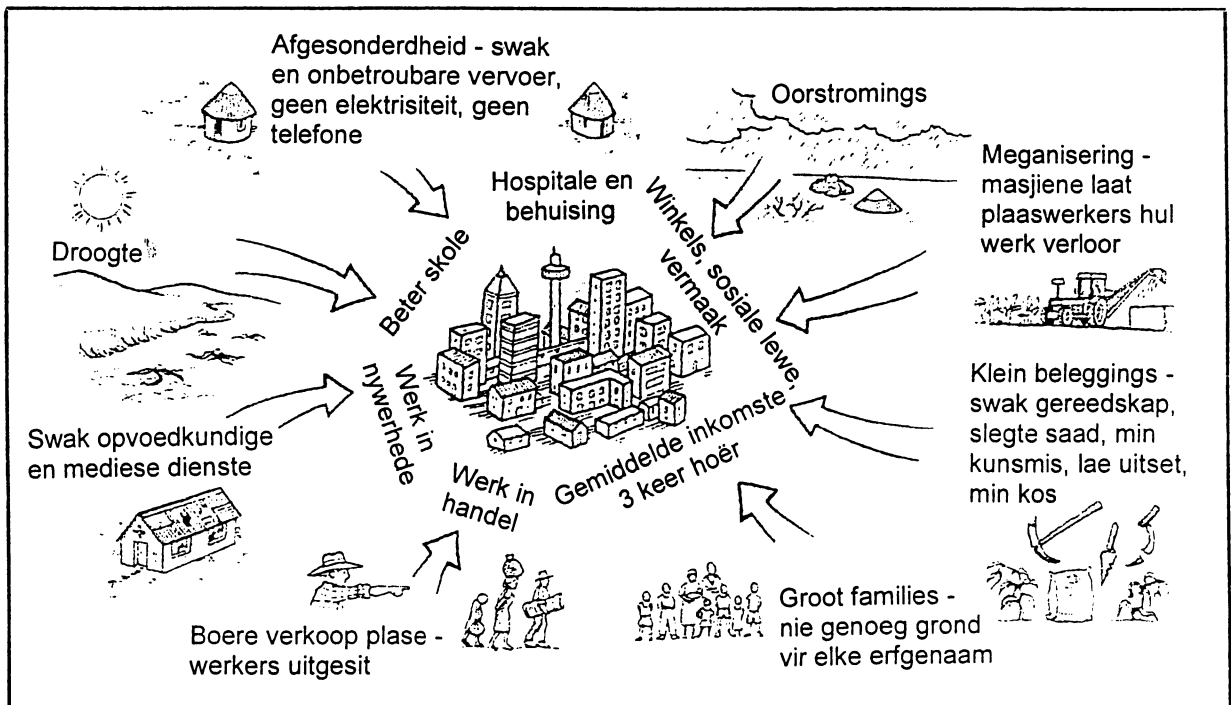 Afgesonderdheid - swak
en onbetroubare vervoer,
geen elektrisiteit, geen
telefone
Oorstromings
Meganisering -
masjiene laat
plaaswerkers hul
werk verloor
Hospitale en
behuising
Winkels, sosiale lewe,
vermaak
Droogte
Beter skole
Klein beleggings -
swak gereedskap,
slegte saad, min
kunsmis, lae uitset,
min kos
Werk in
nywerhede
Swak opvoedkundige
en mediese dienste
Werk in
handel
Gemiddelde inkomste
3 keer hoër
Boere verkoop plase -
werkers uitgesit
Groot families -
nie genoeg grond
vir elke erfgenaam